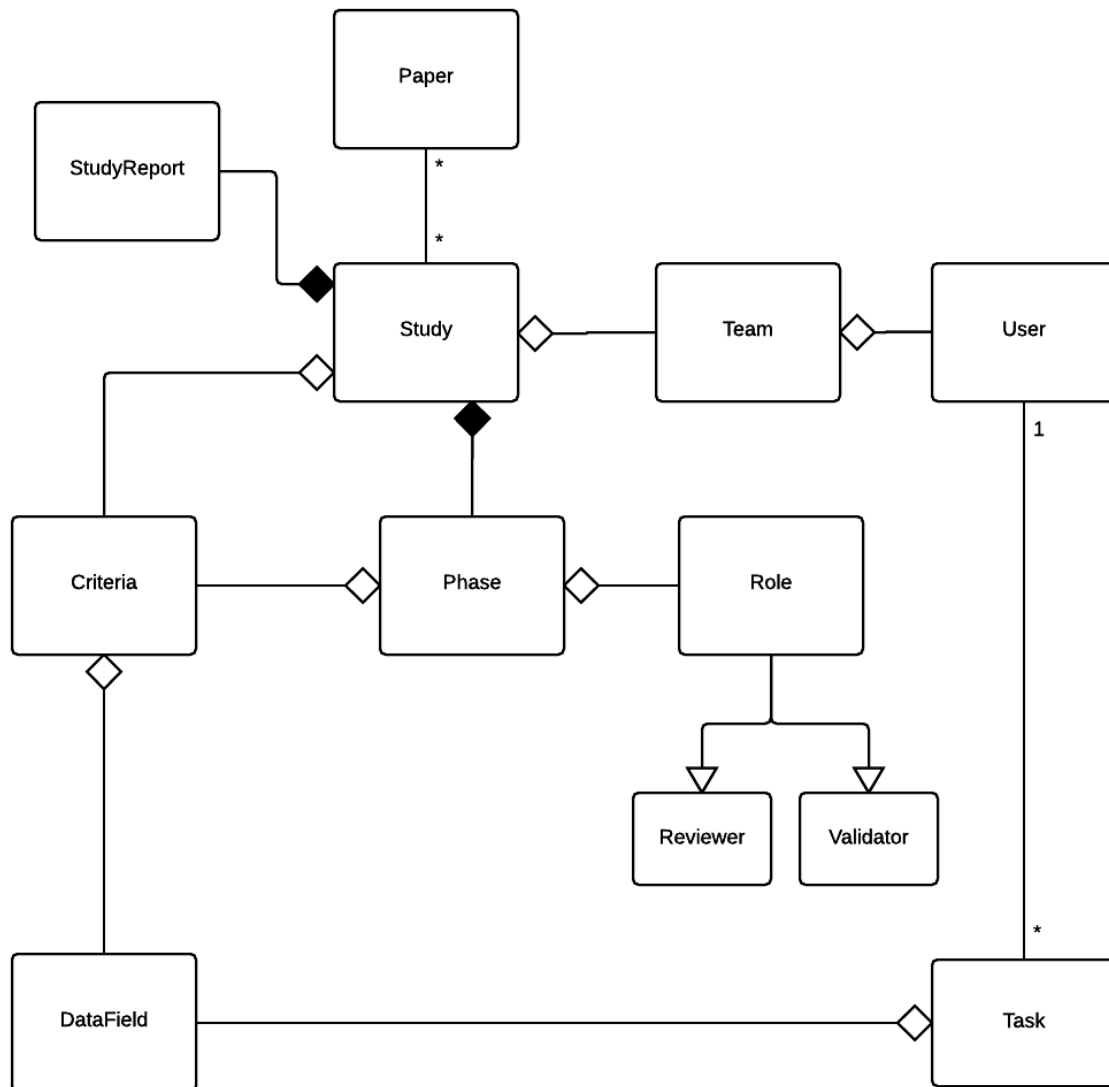 Paper
StudyReport
*
*
Study
Team
User
1
Criteria
Phase
Role
Reviewer
Validator
*
DataField
Task